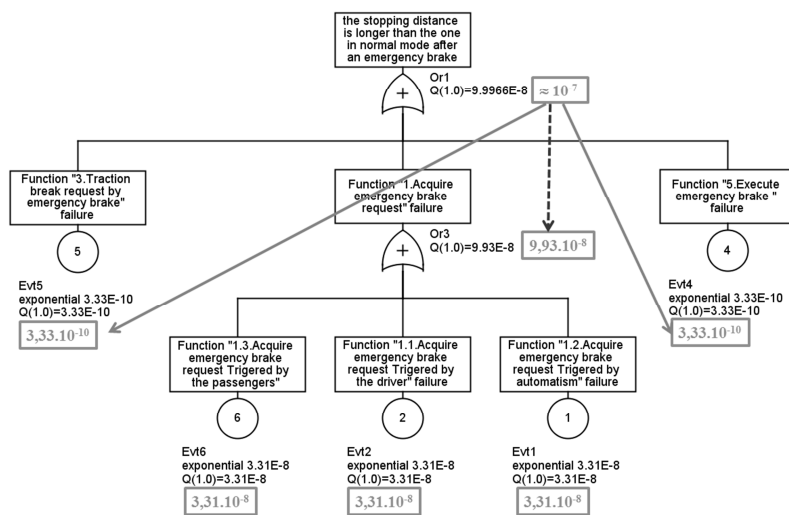 the stopping distance
is longer than the one
in normal mode after
an emergency brake
Or1
Q(1.0)=9.9966E-8
+
≈10⁻⁷
Function "3.Traction
break request by
emergency brake"
failure
5
Evt5
exponential 3.33E-10
Q(1.0)=3.33E-10
3,33.10⁻¹⁰
Function "1.Acquire
emergency brake
request" failure
Or3
Q(1.0)=9.93E-8
+
9,93.10⁻⁸
Function "5.Execute
emergency brake "
failure
4
Evt4
exponential 3.33E-10
Q(1.0)=3.33E-10
3,33.10⁻¹⁰
Function "1.3.Acquire
emergency brake
request Trigered by
the passengers"
6
Evt6
exponential 3.31E-8
Q(1.0)=3.31E-8
3,31.10⁻⁸
Function "1.1.Acquire
emergency brake
request Trigered by
the driver" failure
2
Evt2
exponential 3.31E-8
Q(1.0)=3.31E-8
3,31.10⁻⁸
Function "1.2.Acquire
emergency brake
request Trigered by
automatism" failure
1
Evt1
exponential 3.31E-8
Q(1.0)=3.31E-8
3,31.10⁻⁸